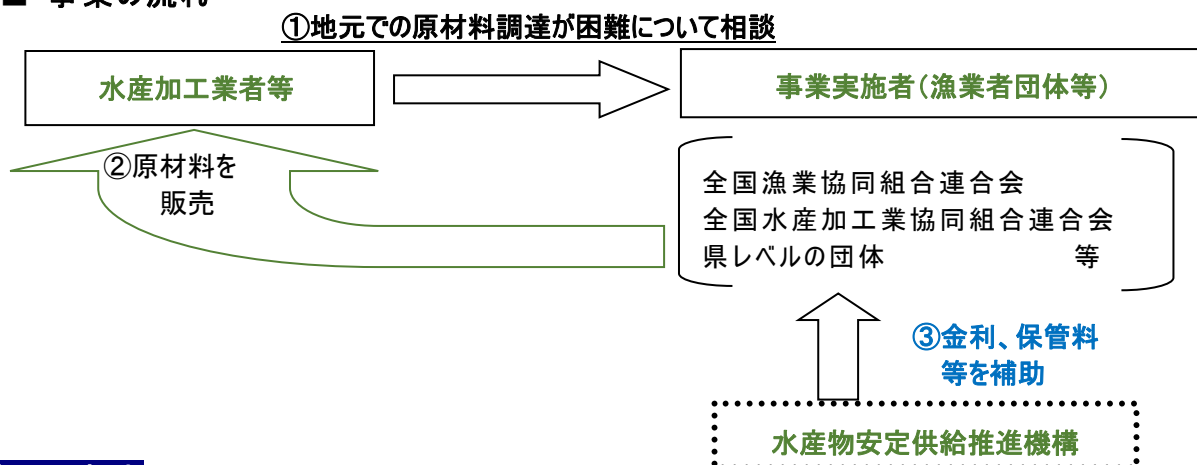 ■ 事業の流れ
①地元での原材料調達が困難について相談
水産加工業者等
事業実施者（漁業者団体等）
②原材料を
販売
全国漁業協同組合連合会
全国水産加工業協同組合連合会
県レベルの団体　　　　　　　等
③金利、保管料
等を補助
水産物安定供給推進機構